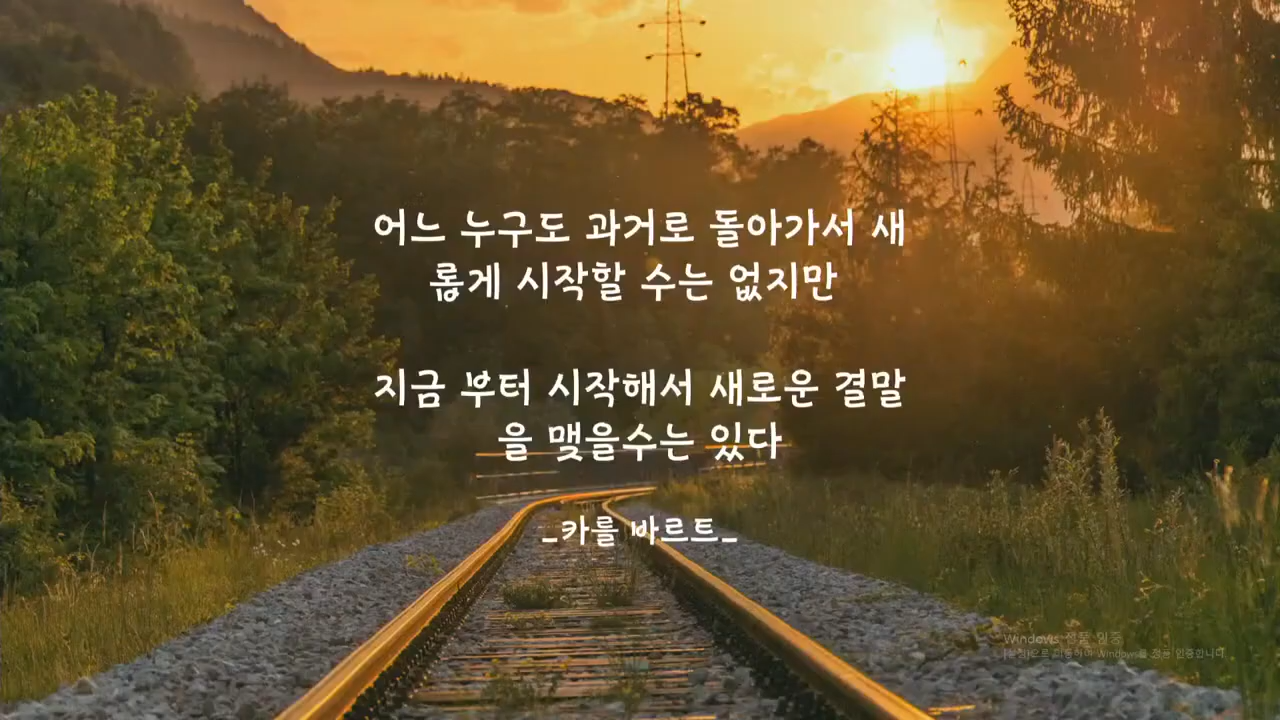 어느 누구도 과거로 돌아가서 새
롭게 시작할 수는 없지만
지금 부터 시작해서 새로운 결말
을 맺을수는 있다
_카를 바르트_
Windows 정품 인증
[설정]으로 이동하여 Windows를 정품 인증합니다.